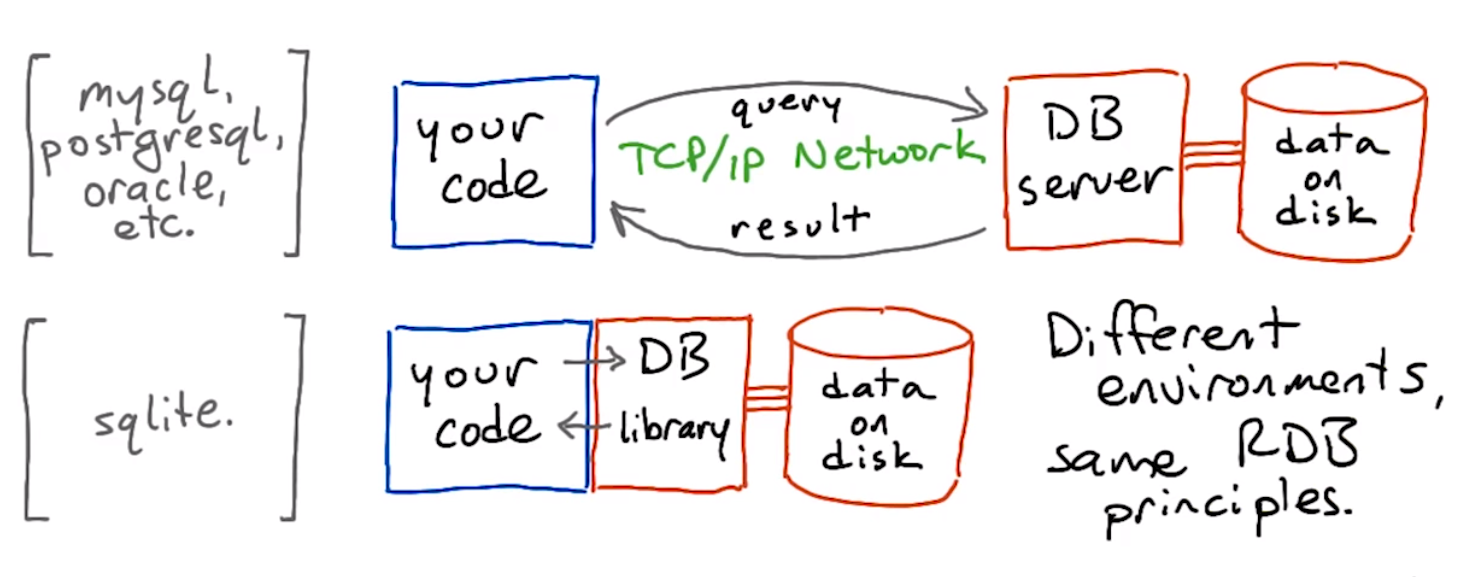 mysql,
postgresql,
oracle,
etc.
your
code
query
TCP/IP Network
result
DB
server
data
on
disk
sqlite.
your
code
DB
library
data
on
disk
Different
environments,
same RDB
principles.